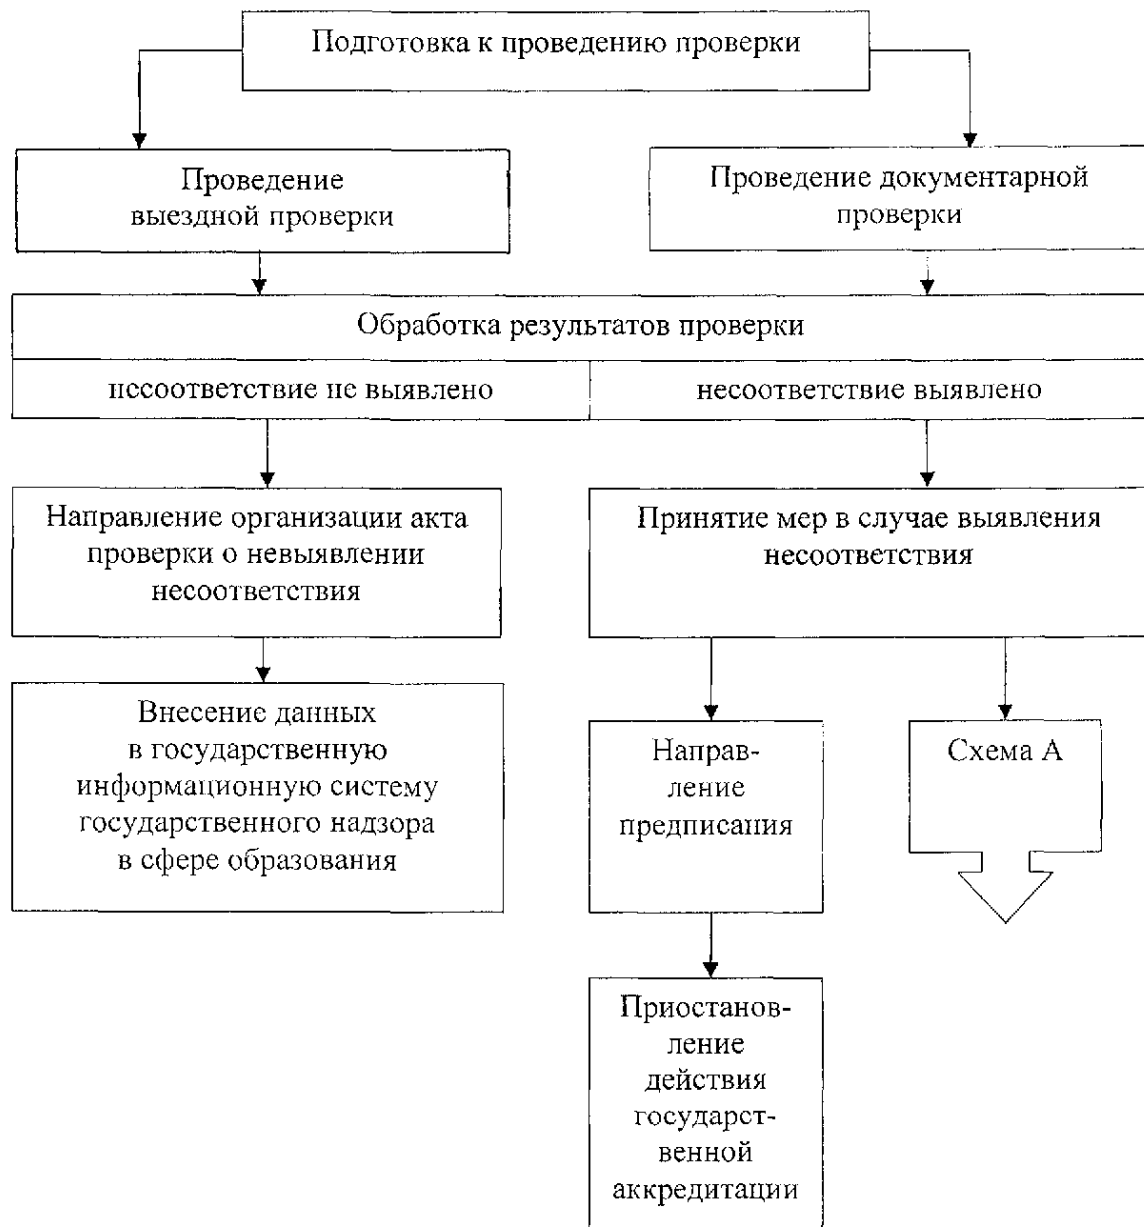 Подготовка к проведению проверки
Проведение
выездной проверки
Проведение документарной
проверки
Обработка результатов проверки
несоответствие не выявлено
несоответствие выявлено
Направление организации акта
проверки о невыявлении
несоответствия
Принятие мер в случае выявления
несоответствия
Внесение данных
в государственную
информационную систему
государственного надзора
в сфере образования
Направ-
ление
предписания
Схема А
Приостанов-
ление
действия
государст-
венной
аккредитации